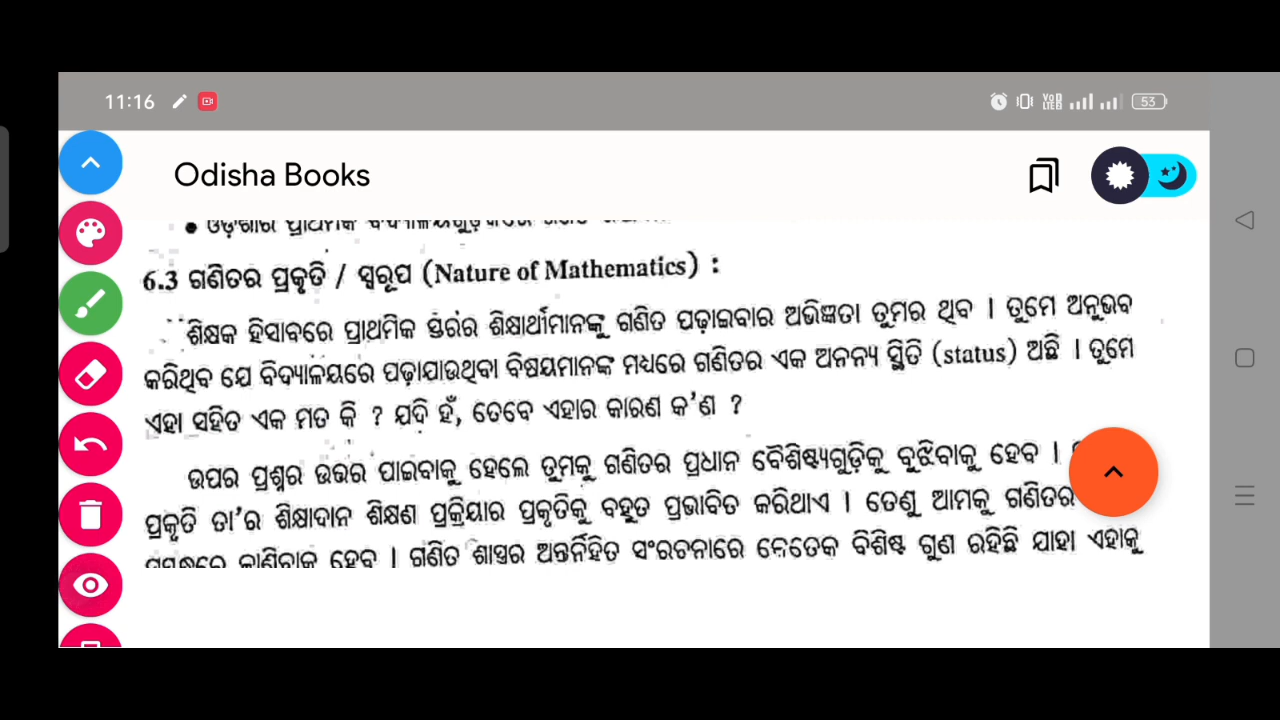 11:16
53
Odisha Books
6.3 ଗଣିତର ପ୍ରକୃତି / ସ୍ୱରୂପ (Nature of Mathematics) :
ଶିକ୍ଷକ ହିସାବରେ ପ୍ରାଥମିକ ସ୍ତରର ଶିକ୍ଷାର୍ଥୀମାନଙ୍କୁ ଗଣିତ ପଢ଼ାଇବାର ଅଭିଜ୍ଞତା ତୁମର ଥିବ । ତୁମେ ଅନୁଭବ
କରିଥିବ ଯେ ବିଦ୍ୟାଳୟରେ ପଢ଼ାଯାଉଥିବା ବିଷୟମାନଙ୍କ ମଧ୍ୟରେ ଗଣିତର ଏକ ଅନନ୍ୟ ସ୍ଥିତି (status) ଅଛି । ତୁମେ
ଏହା ସହିତ ଏକ ମତ କି ? ଯଦି ହଁ, ତେବେ ଏହାର କାରଣ କ'ଣ ?
ଉପର ପ୍ରଶ୍ନର ଉତ୍ତର ପାଇବାକୁ ହେଲେ ତୁମକୁ ଗଣିତର ପ୍ରଧାନ ବୈଶିଷ୍ଟ୍ୟଗୁଡ଼ିକୁ ବୁଝିବାକୁ ହେବ ।
ପ୍ରକୃତି ତା'ର ଶିକ୍ଷାଦାନ ଶିକ୍ଷଣ ପ୍ରକ୍ରିୟାର ପ୍ରକୃତିକୁ ବହୁତ ପ୍ରଭାବିତ କରିଥାଏ । ତେଣୁ ଆମକୁ ଗଣିତର
ଜାଣିବାକୁ ହେବ । ଗଣିତ ଶାସ୍ତ୍ରର ଅନ୍ତର୍ନିହିତ ସଂରଚନାରେ କେତେକ ବିଶିଷ୍ଟ ଗୁଣ ରହିଛି ଯାହା ଏହାକୁ